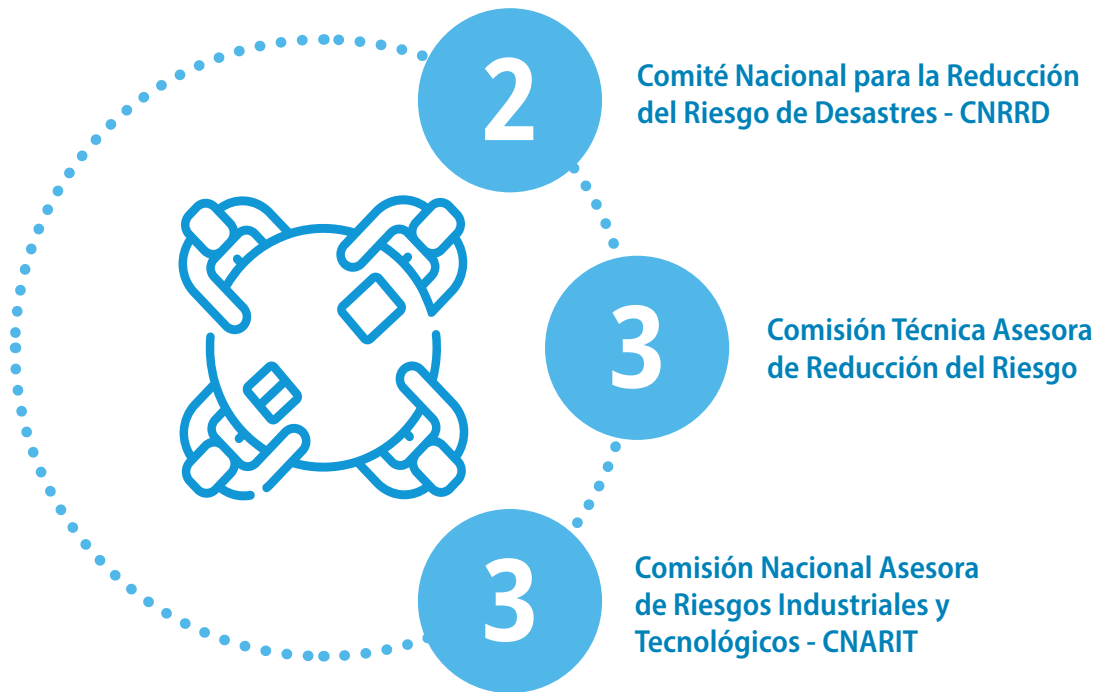 2
Comité Nacional para la Reducción
del Riesgo de Desastres - CNRRD
3
Comisión Técnica Asesora
de Reducción del Riesgo
3
Comisión Nacional Asesora
de Riesgos Industriales y
Tecnológicos - CNARIT